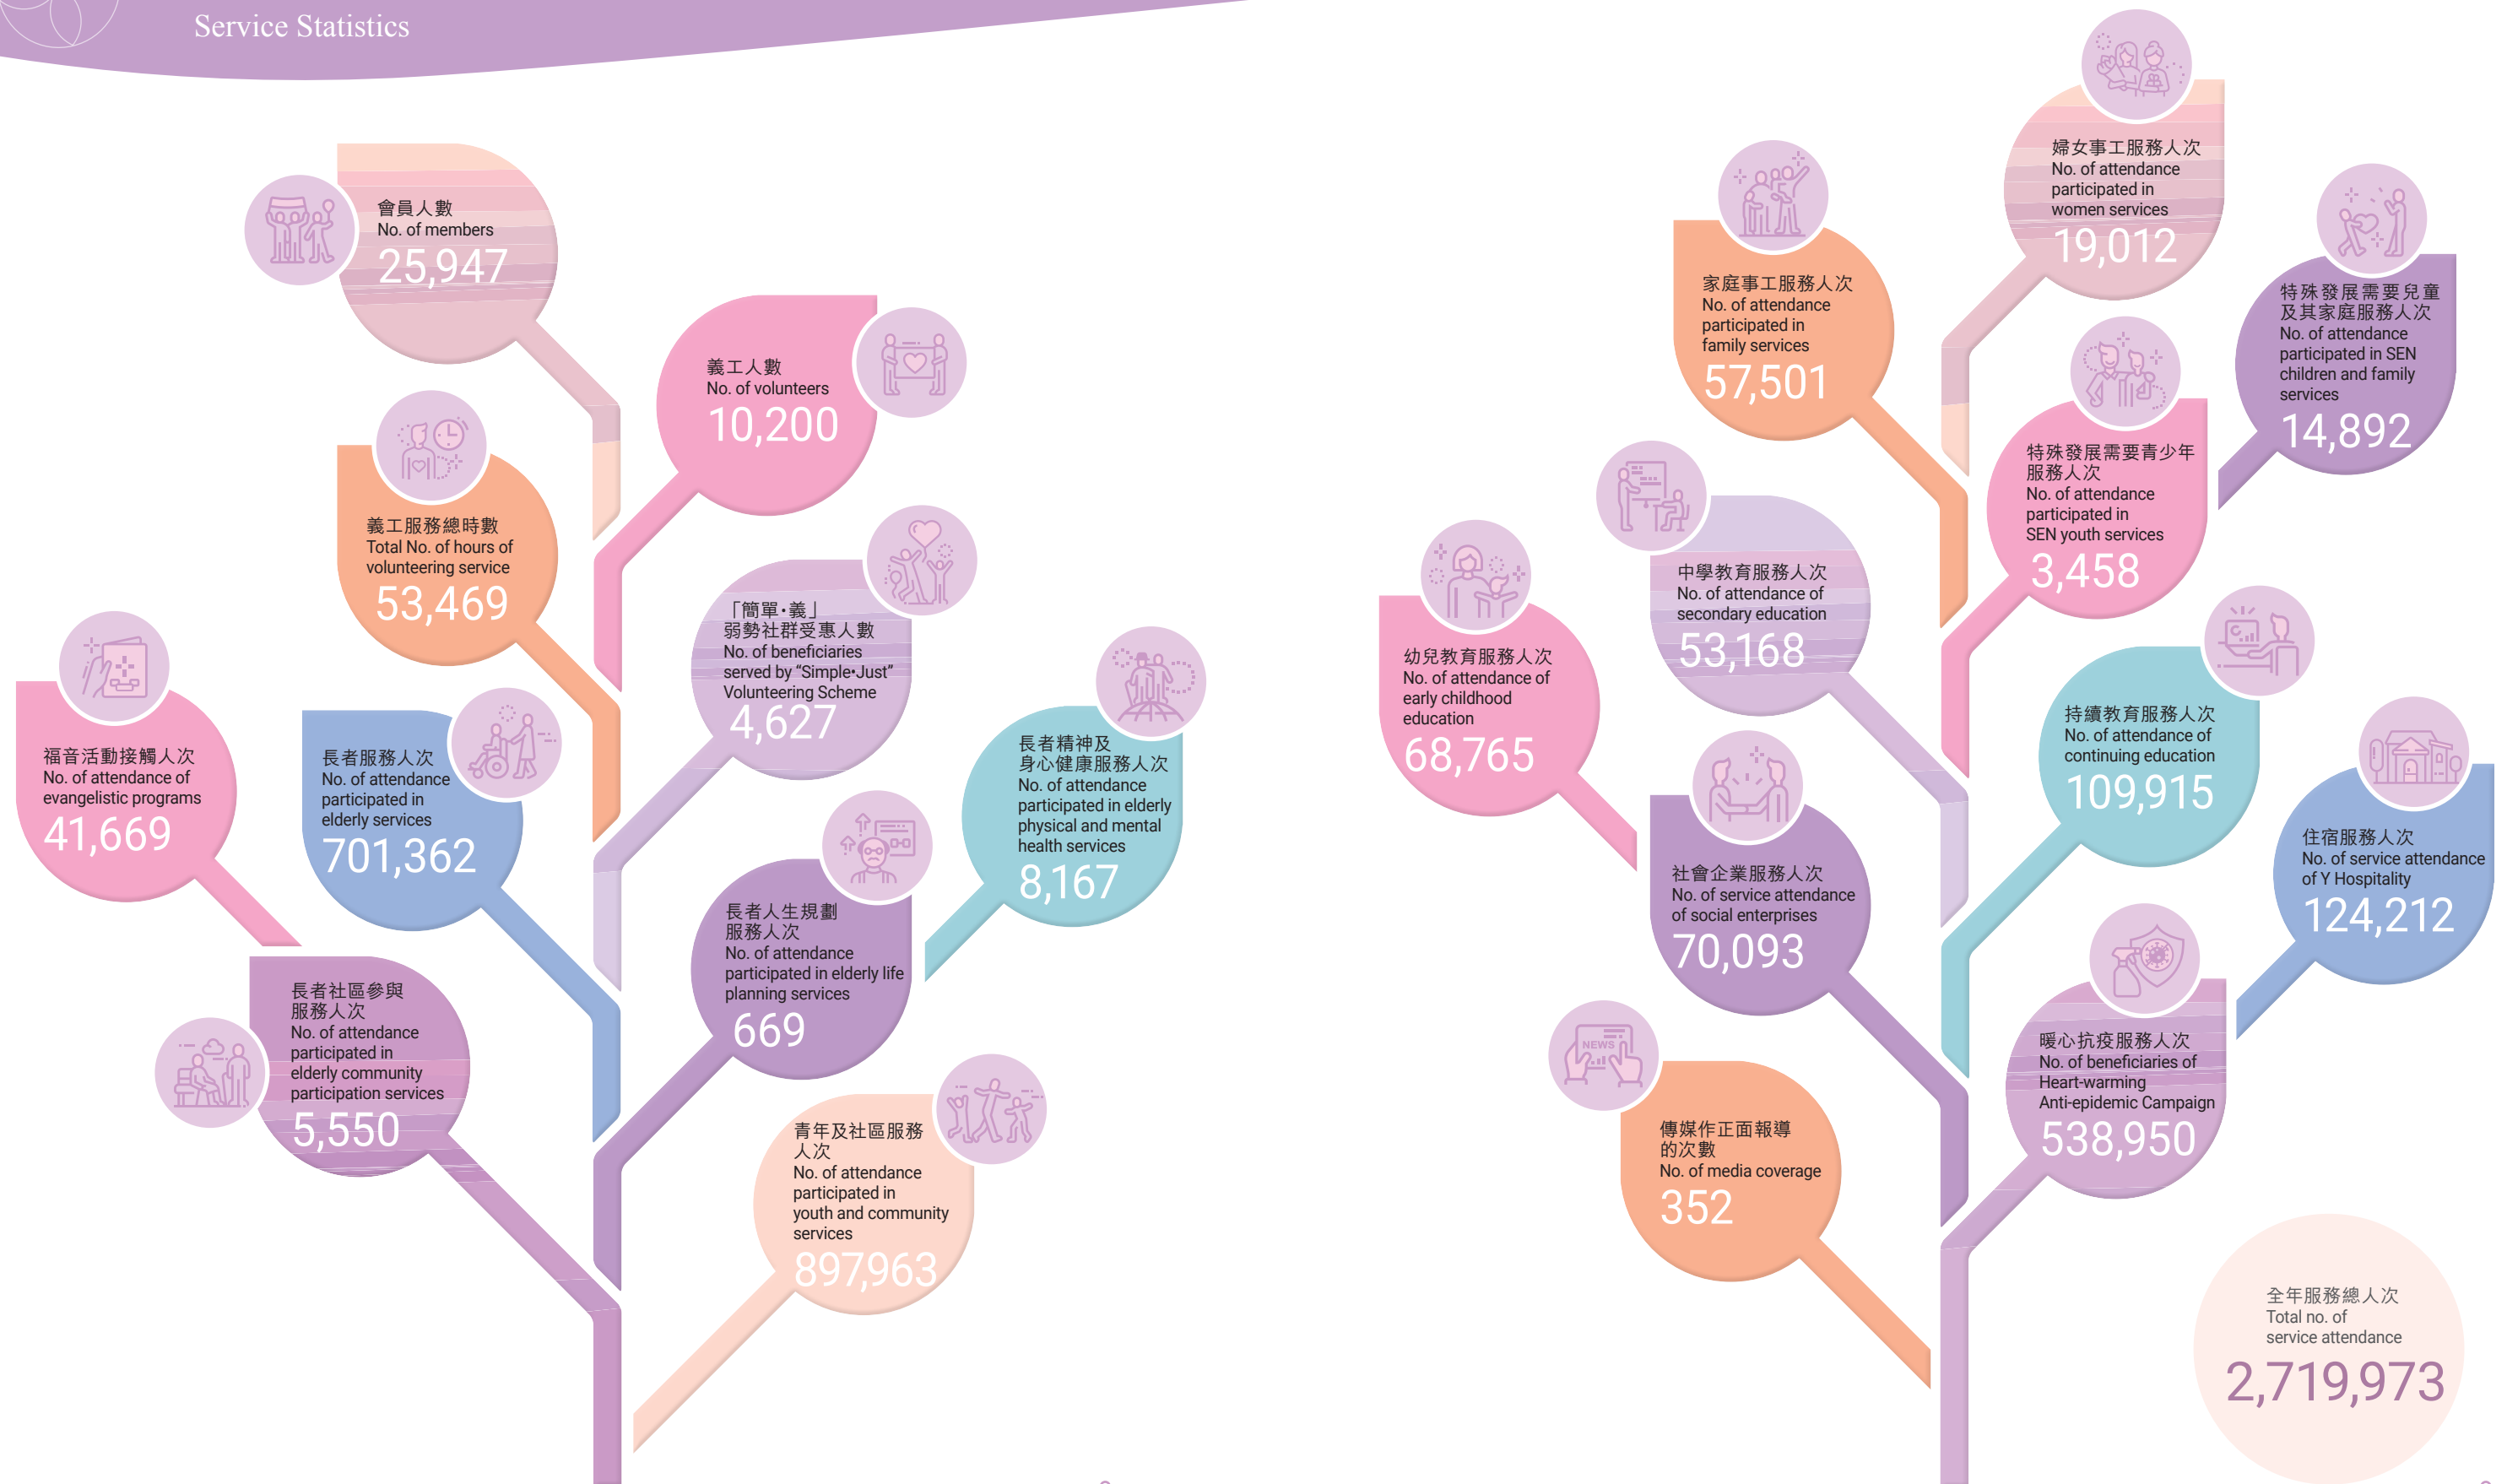 Service Statistics
會員人數
No. of members
25,947
義工人數
No. of volunteers
10,200
義工服務總時數
Total No. of hours of
volunteering service
53,469
「簡單•義」
弱勢社群受惠人數
No. of beneficiaries
served by “Simple•Just”
Volunteering Scheme
4,627
福音活動接觸人次
No. of attendance of
evangelistic programs
41,669
長者服務人次
No. of attendance
participated in
elderly services
701,362
長者精神及
身心健康服務人次
No. of attendance
participated in elderly
physical and mental
health services
8,167
長者人生規劃
服務人次
No. of attendance
participated in elderly life
planning services
669
長者社區參與
服務人次
No. of attendance
participated in
elderly community
participation services
5,550
青年及社區服務
人次
No. of attendance
participated in
youth and community
services
897,963
婦女事工服務人次
No. of attendance
participated in
women services
19,012
家庭事工服務人次
No. of attendance
participated in
family services
57,501
特殊發展需要兒童
及其家庭服務人次
No. of attendance
participated in SEN
children and family
services
14,892
特殊發展需要青少年
服務人次
No. of attendance
participated in
SEN youth services
3,458
中學教育服務人次
No. of attendance of
secondary education
53,168
幼兒教育服務人次
No. of attendance of
early childhood
education
68,765
持續教育服務人次
No. of attendance of
continuing education
109,915
住宿服務人次
No. of service attendance
of Y Hospitality
124,212
社會企業服務人次
No. of service attendance
of social enterprises
70,093
暖心抗疫服務人次
No. of beneficiaries of
Heart-warming
Anti-epidemic Campaign
538,950
NEWS
傳媒作正面報導
的次數
No. of media coverage
352
全年服務總人次
Total no. of
service attendance
2,719,973